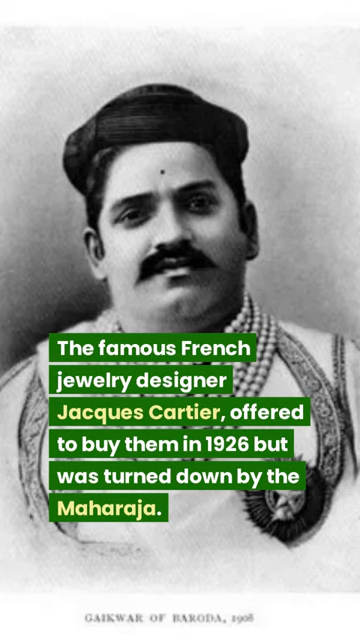 The famous French
jewelry designer
Jacques Cartier, offered
to buy them in 1926 but
was turned down by the
Maharaja.
GAIKWAR OF BARODA, 1908